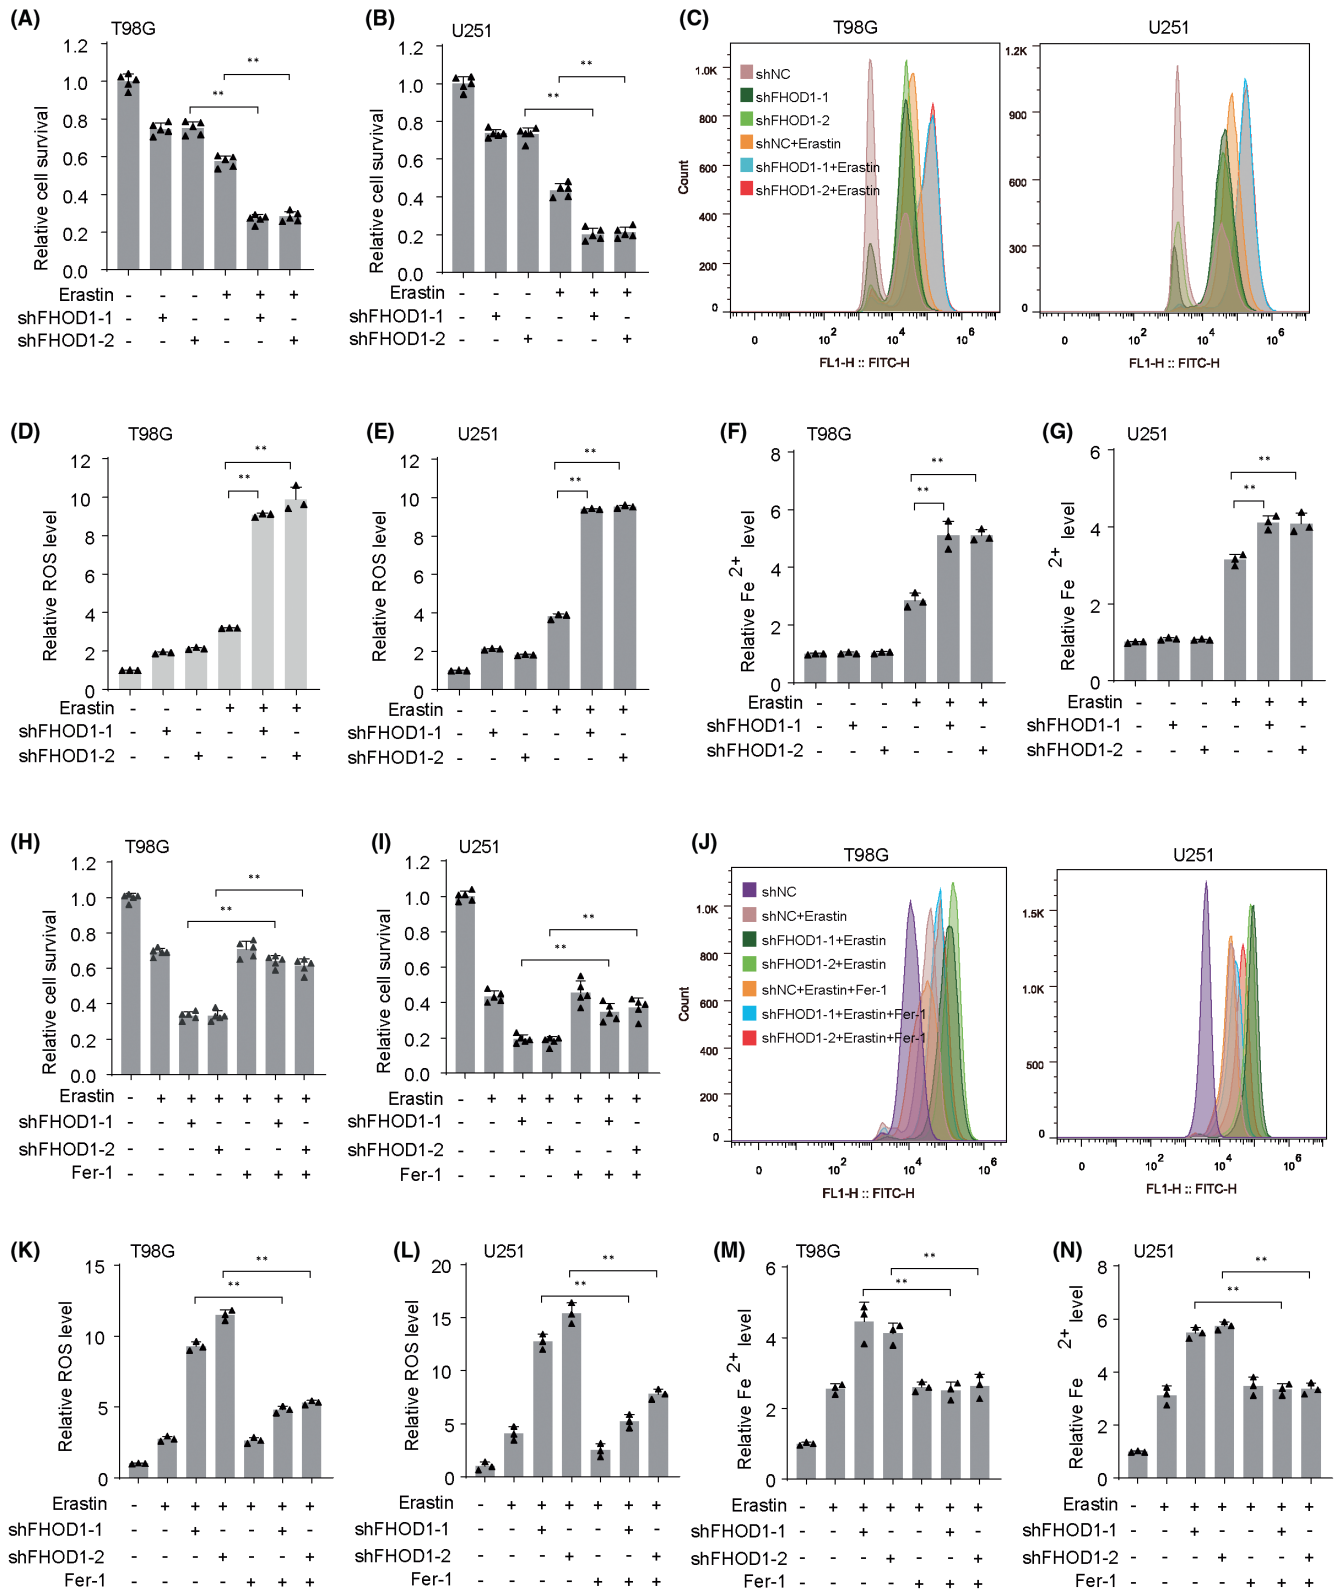 (A)
T98G
Relative cell survival
1.2
1.0
0.8
0.6
0.4
0.2
0.0
**
**
Erastin - - - + + +
shFHOD1-1 - + - - + -
shFHOD1-2 - - + - - +
(B)
U251
Relative cell survival
1.2
1.0
0.8
0.6
0.4
0.2
0.0
**
**
Erastin - - - + + +
shFHOD1-1 - + - - + -
shFHOD1-2 - - + - - +
(C)
T98G
Count
1.0K
800
600
400
200
0
shNC
shFHOD1-1
shFHOD1-2
shNC+Erastin
shFHOD1-1+Erastin
shFHOD1-2+Erastin
0 10^2 10^4 10^6
FL1-H :: FITC-H
U251
1.2K
900
600
300
0
0 10^2 10^4 10^6
FL1-H :: FITC-H
(D)
T98G
Relative ROS level
12
10
8
6
4
2
0
**
**
Erastin - - - + + +
shFHOD1-1 - + - - + -
shFHOD1-2 - - + - - +
(E)
U251
Relative ROS level
12
10
8
6
4
2
0
**
**
Erastin - - - + + +
shFHOD1-1 - + - - + -
shFHOD1-2 - - + - - +
(F)
T98G
Relative Fe 2+ level
8
6
4
2
0
**
**
Erastin - - - + + +
shFHOD1-1 - + - - + -
shFHOD1-2 - - + - - +
(G)
U251
Relative Fe 2+ level
6
4
2
0
**
**
Erastin - - - + + +
shFHOD1-1 - + - - + -
shFHOD1-2 - - + - - +
(H)
T98G
Relative cell survival
1.2
1.0
0.8
0.6
0.4
0.2
0.0
**
**
Erastin - + + + + + +
shFHOD1-1 - - + - - + -
shFHOD1-2 - - - + - - +
Fer-1 - - - - + + +
(I)
U251
Relative cell survival
1.2
1.0
0.8
0.6
0.4
0.2
0.0
**
**
Erastin - + + + + + +
shFHOD1-1 - - + - - + -
shFHOD1-2 - - - + - - +
Fer-1 - - - - + + +
(J)
T98G
Count
1.0K
800
600
400
200
0
shNC
shNC+Erastin
shFHOD1-1+Erastin
shFHOD1-2+Erastin
shNC+Erastin+Fer-1
shFHOD1-1+Erastin+Fer-1
shFHOD1-2+Erastin+Fer-1
0 10^2 10^4 10^6
FL1-H :: FITC-H
U251
1.5K
1.0K
500
0
0 10^2 10^4 10^6
FL1-H :: FITC-H
(K)
T98G
Relative ROS level
15
10
5
0
**
**
Erastin - + + + + + +
shFHOD1-1 - - + - - + -
shFHOD1-2 - - - + - - +
Fer-1 - - - - + + +
(L)
U251
Relative ROS level
20
15
10
5
0
**
**
Erastin - + + + + + +
shFHOD1-1 - - + - - + -
shFHOD1-2 - - - + - - +
Fer-1 - - - - + + +
(M)
T98G
Relative Fe 2+ level
6
4
2
0
**
**
Erastin - + + + + + +
shFHOD1-1 - - + - - + -
shFHOD1-2 - - - + - - +
Fer-1 - - - - + + +
(N)
U251
Relative Fe 2+ level
8
6
4
2
0
**
**
Erastin - + + + + + +
shFHOD1-1 - - + - - + -
shFHOD1-2 - - - + - - +
Fer-1 - - - - + + +